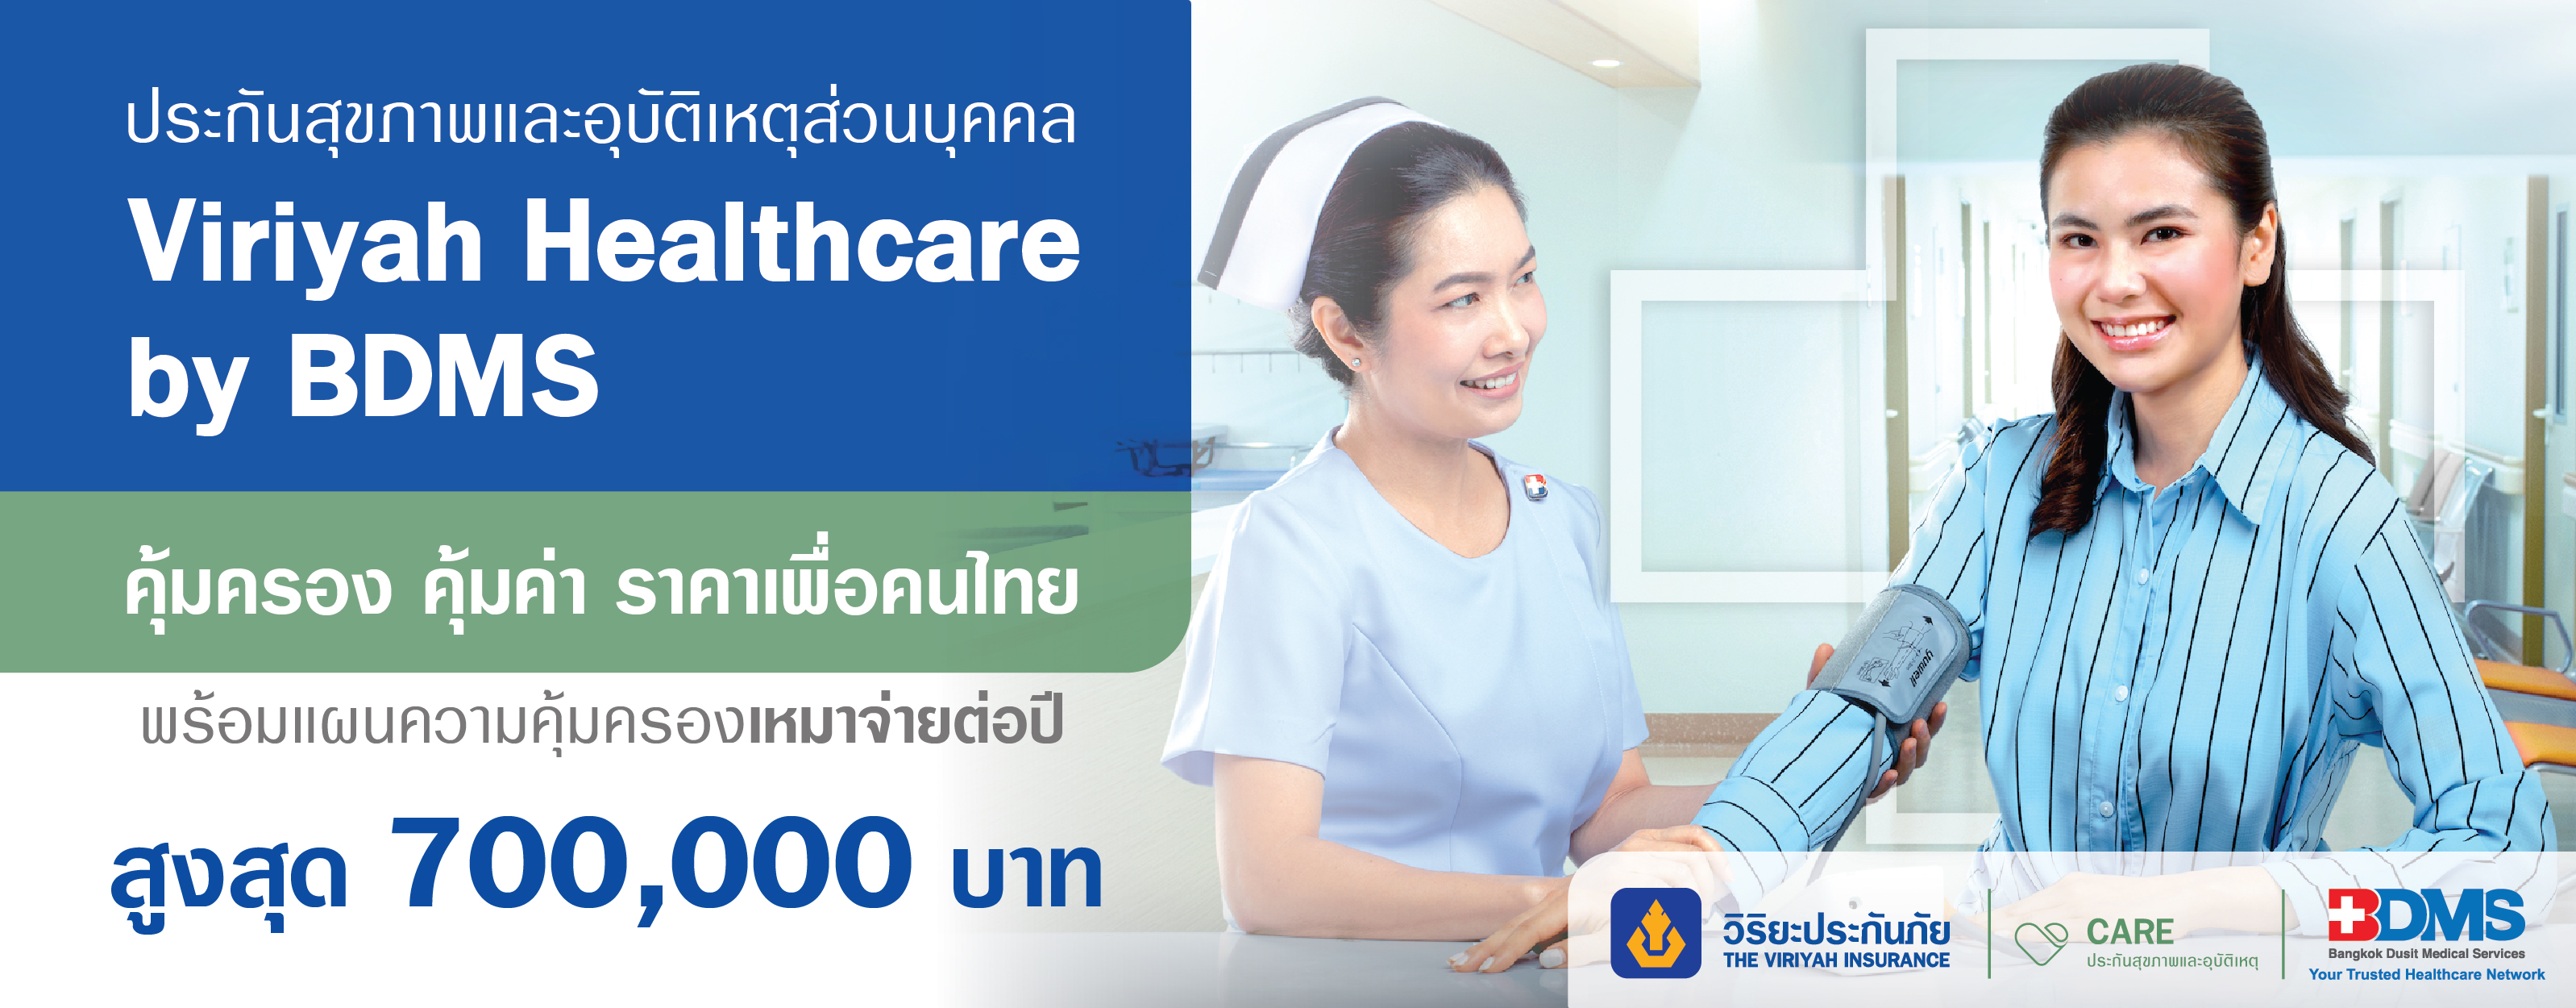 ประกันสุขภาพและอุบัติเหตุส่วนบุคคล
Viriyah Healthcare
by BDMS
คุ้มครอง คุ้มค่า ราคาเพื่อคนไทย
พร้อมแผนความคุ้มครองเหมาจ่ายต่อปี
สูงสุด 700,000 บาท
yuwell
วิริยะประกันภัย
THE VIRIYAH INSURANCE
CARE
ประกันสุขภาพและอุบัติเหตุ
BDMS
Bangkok Dusit Medical Services
Your Trusted Healthcare Network